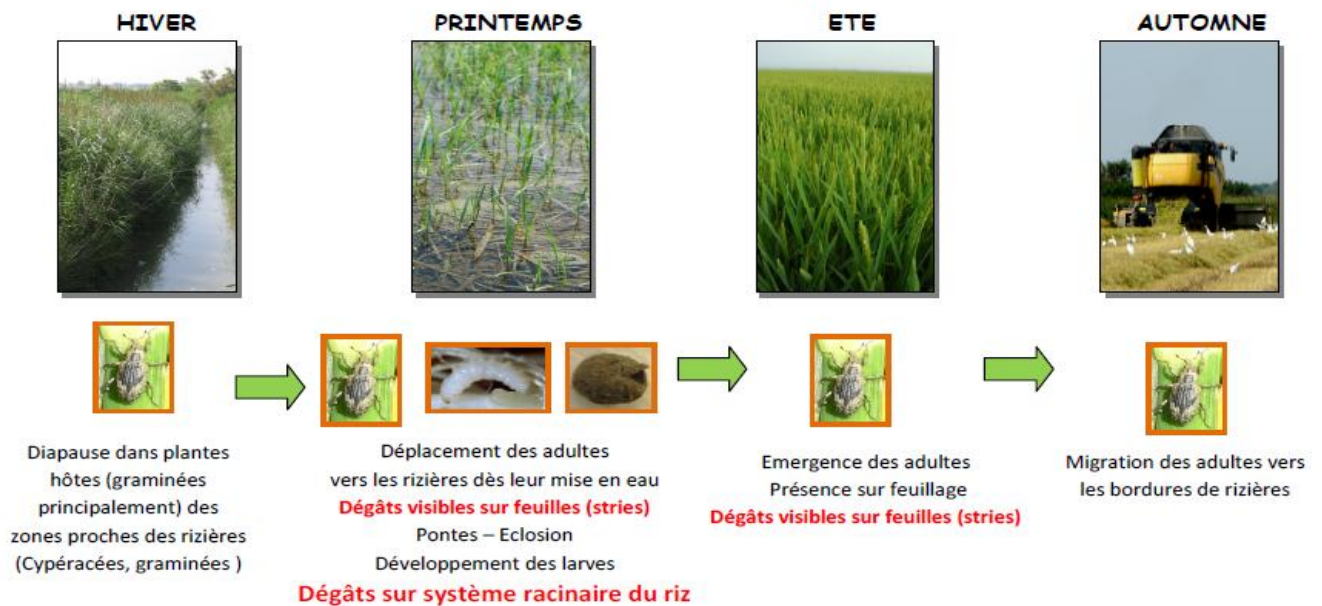 HIVER
PRINTEMPS
ETE
AUTOMNE
Diapause dans plantes
hôtes (graminées
principalement) des
zones proches des rizières
(Cypéracées, graminées )
Déplacement des adultes
vers les rizières dès leur mise en eau
Dégâts visibles sur feuilles (stries)
Pontes – Eclosion
Développement des larves
Dégâts sur système racinaire du riz
Emergence des adultes
Présence sur feuillage
Dégâts visibles sur feuilles (stries)
Migration des adultes vers
les bordures de rizières